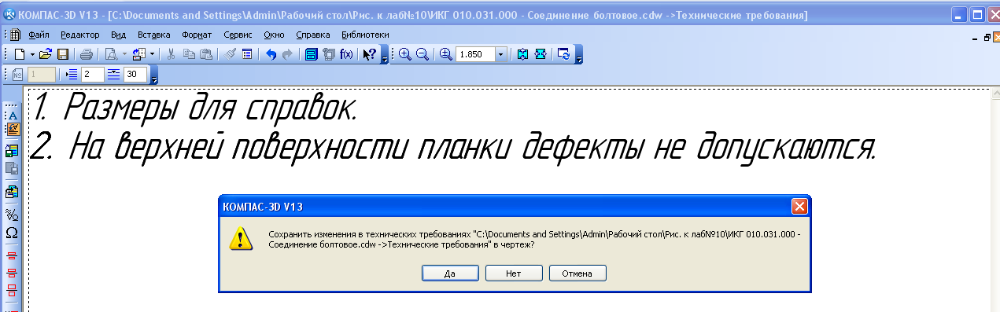 КОМПАС-3D V13 - [C:\Documents and Settings\Admin\Рабочий стол\Рис. к лаб№10\ИКГ 010.031.000 - Соединение болтовое.cdw ->Технические требования]
Файл Редактор Вид Вставка Формат Сервис Окно Справка Библиотеки
f(x) 1.850
1 2 30
1. Размеры для справок.
2. На верхней поверхности планки дефекты не допускаются.
КОМПАС-3D V13
Сохранить изменения в технических требованиях "C:\Documents and Settings\Admin\Рабочий стол\Рис. к лаб№10\ИКГ 010.031.000 -
Соединение болтовое.cdw ->Технические требования" в чертеж?
Да Нет Отмена